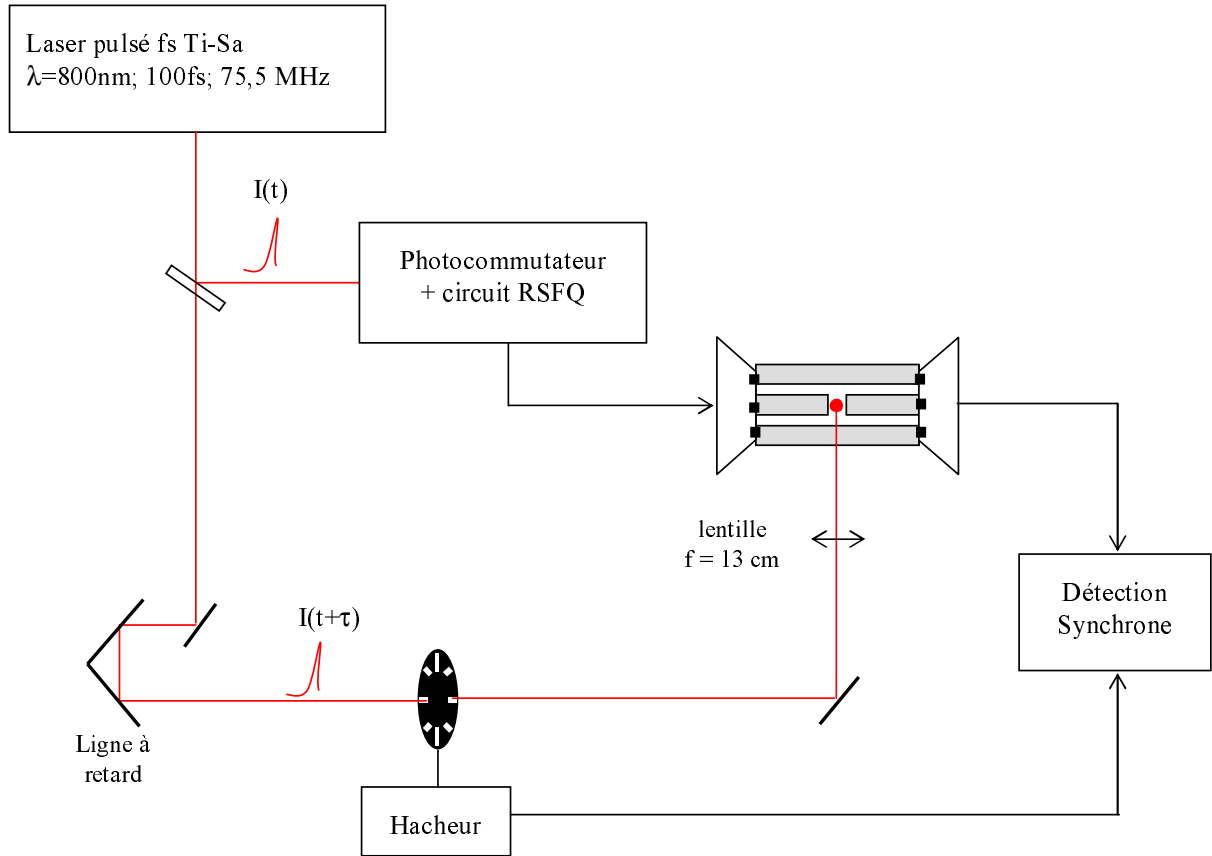 Laser pulsé fs Ti-Sa
λ=800nm; 100fs; 75,5 MHz
I(t)
Photocommutateur
+ circuit RSFQ
lentille
f = 13 cm
Détection
Synchrone
I(t+τ)
Ligne à
retard
Hacheur